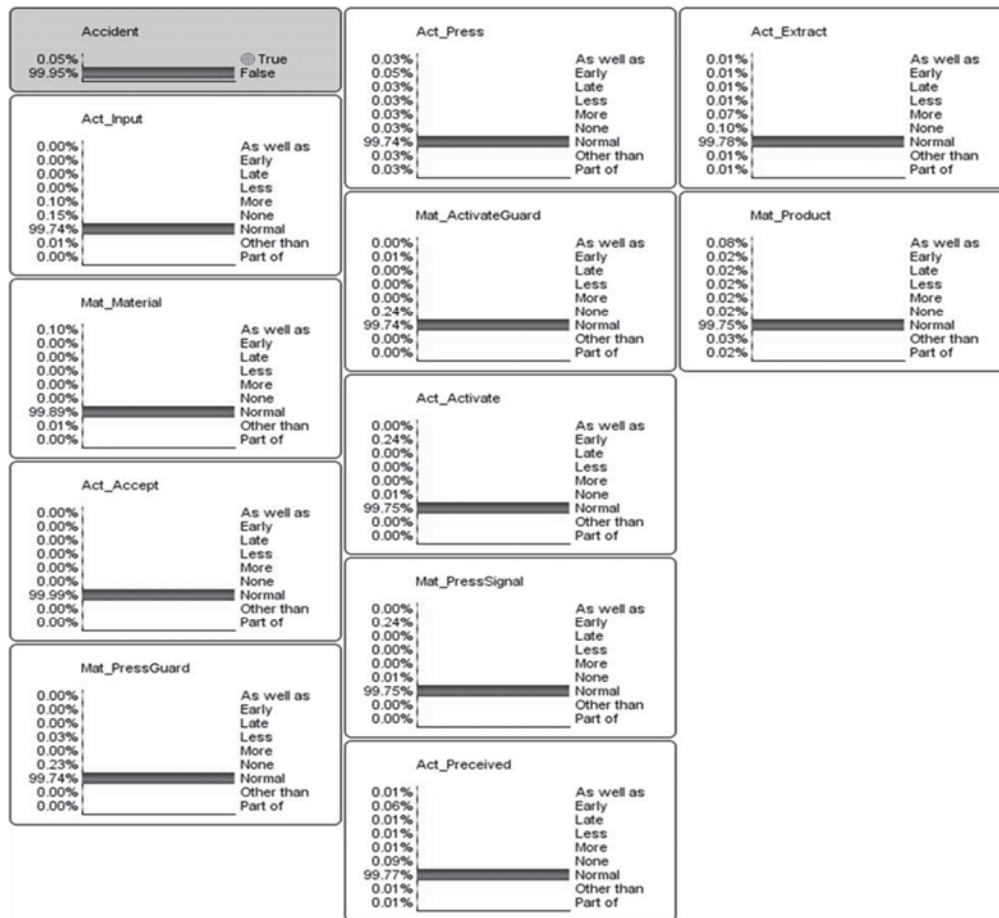 Accident
0.05% True
99.95% False
Act_Input
0.00% As well as
0.00% Early
0.00% Late
0.00% Less
0.10% More
0.15% None
99.74% Normal
0.01% Other than
0.00% Part of
Mat_Material
0.10% As well as
0.00% Early
0.00% Late
0.00% Less
0.00% More
0.00% None
99.89% Normal
0.01% Other than
0.00% Part of
Act_Accept
0.00% As well as
0.00% Early
0.00% Late
0.00% Less
0.00% More
0.00% None
99.99% Normal
0.00% Other than
0.00% Part of
Mat_PressGuard
0.00% As well as
0.00% Early
0.00% Late
0.03% Less
0.00% More
0.23% None
99.74% Normal
0.00% Other than
0.00% Part of
Act_Press
0.03% As well as
0.05% Early
0.03% Late
0.03% Less
0.03% More
0.03% None
99.74% Normal
0.03% Other than
0.03% Part of
Mat_ActivateGuard
0.00% As well as
0.01% Early
0.00% Late
0.00% Less
0.00% More
0.24% None
99.74% Normal
0.00% Other than
0.00% Part of
Act_Activate
0.00% As well as
0.24% Early
0.00% Late
0.00% Less
0.00% More
0.01% None
99.75% Normal
0.00% Other than
0.00% Part of
Mat_PressSignal
0.00% As well as
0.24% Early
0.00% Late
0.00% Less
0.00% More
0.01% None
99.75% Normal
0.00% Other than
0.00% Part of
Act_Preceived
0.01% As well as
0.06% Early
0.01% Late
0.01% Less
0.01% More
0.09% None
99.77% Normal
0.01% Other than
0.01% Part of
Act_Extract
0.01% As well as
0.01% Early
0.01% Late
0.01% Less
0.07% More
0.10% None
99.78% Normal
0.01% Other than
0.01% Part of
Mat_Product
0.08% As well as
0.02% Early
0.02% Late
0.02% Less
0.02% More
0.02% None
99.75% Normal
0.03% Other than
0.02% Part of